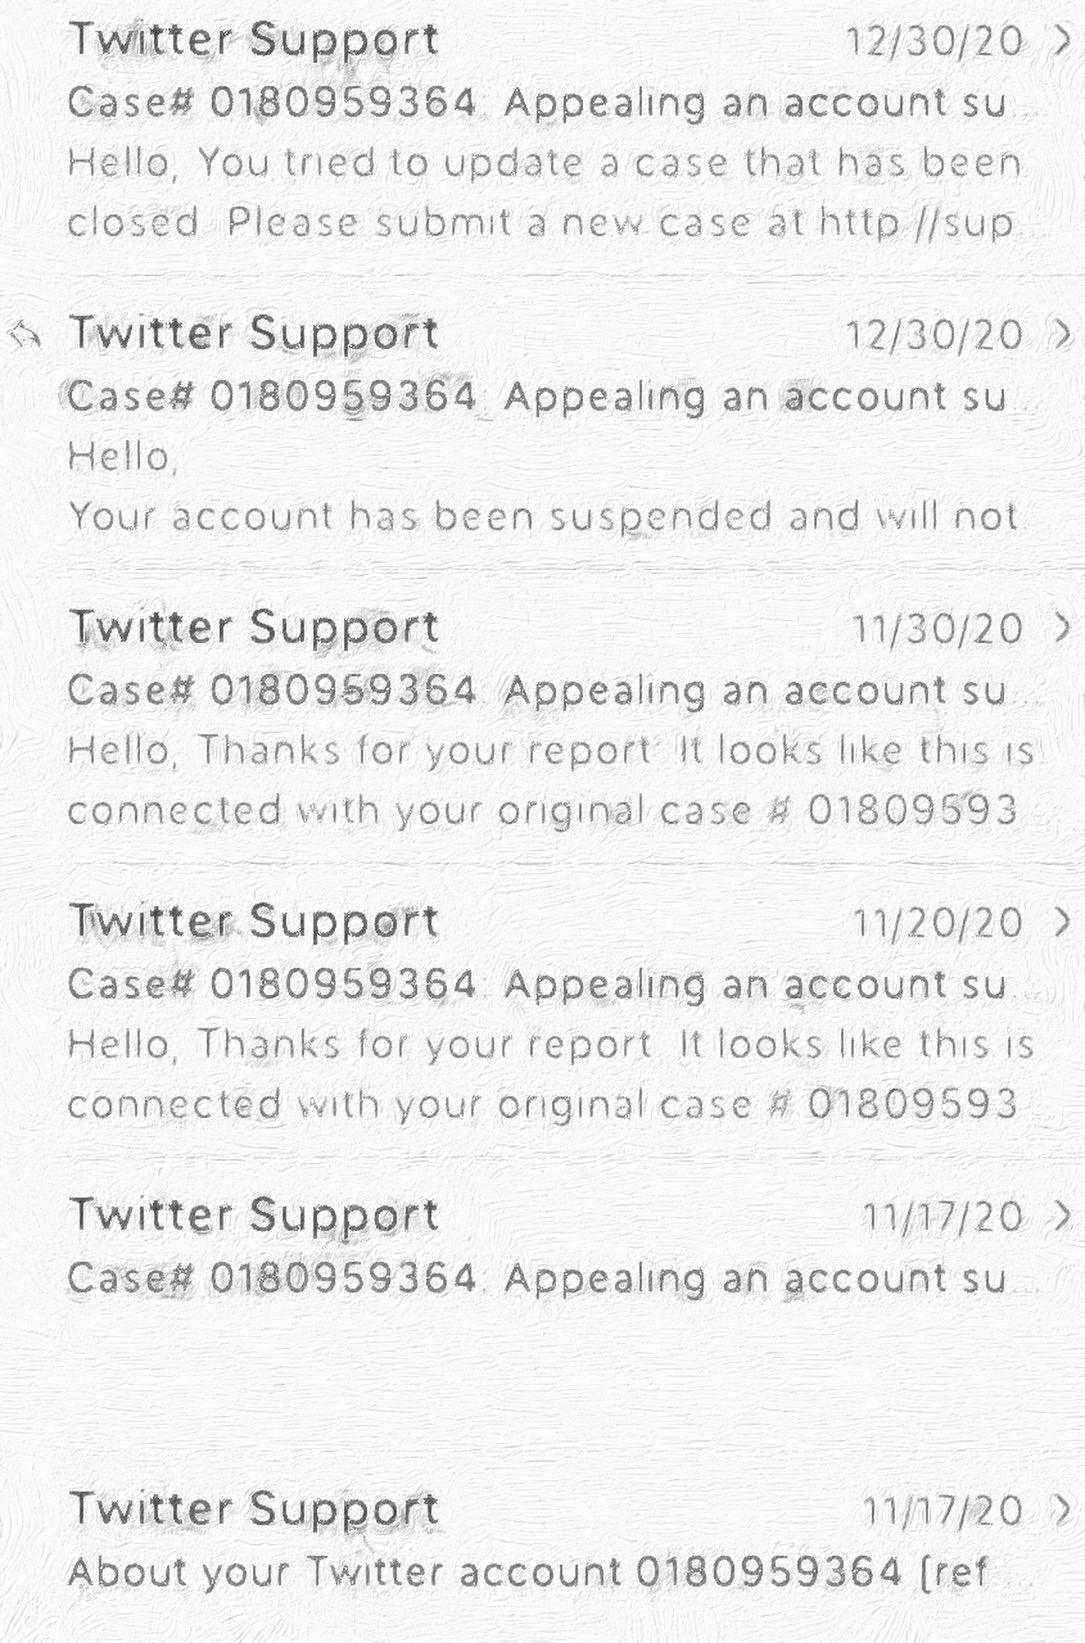 Twitter Support 12/30/20
Case# 0180959364: Appealing an account su...
Hello, You tried to update a case that has been
closed. Please submit a new case at http://sup...
Twitter Support 12/30/20
Case# 0180959364: Appealing an account su...
Hello,
Your account has been suspended and will not
Twitter Support 11/30/20
Case# 0180959364: Appealing an account su...
Hello, Thanks for your report. It looks like this is
connected with your original case # 01809593
Twitter Support 11/20/20
Case# 0180959364: Appealing an account su...
Hello, Thanks for your report. It looks like this is
connected with your original case # 01809593
Twitter Support 11/17/20
Case# 0180959364: Appealing an account su...
Twitter Support 11/17/20
About your Twitter account 0180959364 [ref...